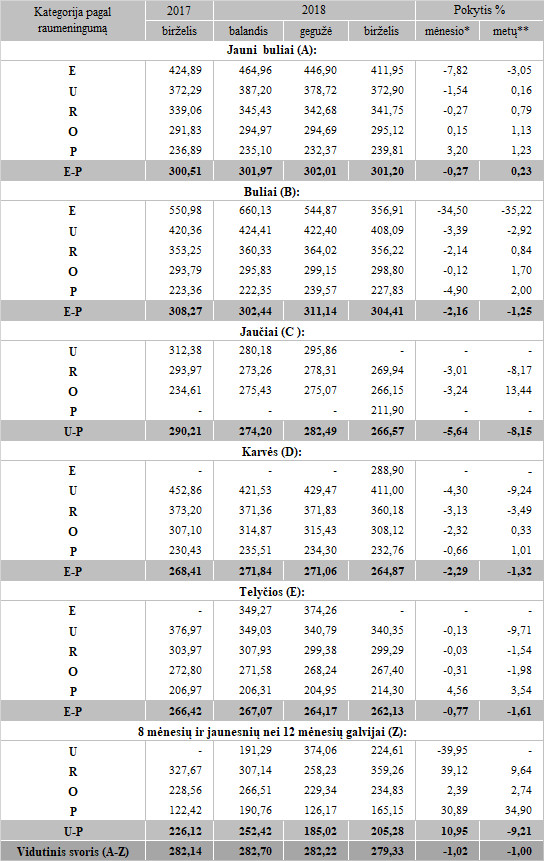 Kategorija pagal raumeningumą 2017 2018 Pokytis %
birželis balandis gegužė birželis mėnesio* metų**
Jauni buliai (A):
E 424,89 464,96 446,90 411,95 -7,82 -3,05
U 372,29 387,20 378,72 372,90 -1,54 0,16
R 339,06 345,43 342,68 341,75 -0,27 0,79
O 291,83 294,97 294,69 295,12 0,15 1,13
P 236,89 235,10 232,37 239,81 3,20 1,23
E-P 300,51 301,97 302,01 301,20 -0,27 0,23
Buliai (B):
E 550,98 660,13 544,87 356,91 -34,50 -35,22
U 420,36 424,41 422,40 408,09 -3,39 -2,92
R 353,25 360,33 364,02 356,22 -2,14 0,84
O 293,79 295,83 299,15 298,80 -0,12 1,70
P 223,36 222,35 239,57 227,83 -4,90 2,00
E-P 308,27 302,44 311,14 304,41 -2,16 -1,25
Jaučiai (C ):
U 312,38 280,18 295,86 - - -
R 293,97 273,26 278,31 269,94 -3,01 -8,17
O 234,61 275,43 275,07 266,15 -3,24 13,44
P - - - 211,90 - -
U-P 290,21 274,20 282,49 266,57 -5,64 -8,15
Karvės (D):
E - - - 288,90 - -
U 452,86 421,53 429,47 411,00 -4,30 -9,24
R 373,20 371,36 371,83 360,18 -3,13 -3,49
O 307,10 314,87 315,43 308,12 -2,32 0,33
P 230,43 235,51 234,30 232,76 -0,66 1,01
E-P 268,41 271,84 271,06 264,87 -2,29 -1,32
Telyčios (E):
E - 349,27 374,26 - - -
U 376,97 349,03 340,79 340,35 -0,13 -9,71
R 303,97 307,93 299,38 299,29 -0,03 -1,54
O 272,80 271,58 268,24 267,40 -0,31 -1,98
P 206,97 206,31 204,95 214,30 4,56 3,54
E-P 266,42 267,07 264,17 262,13 -0,77 -1,61
8 mėnesių ir jaunesnių nei 12 mėnesių galvijai (Z):
U - 191,29 374,06 224,61 -39,95 -
R 327,67 307,14 258,23 359,26 39,12 9,64
O 228,56 266,51 229,34 234,83 2,39 2,74
P 122,42 190,76 126,17 165,15 30,89 34,90
U-P 226,12 252,42 185,02 205,28 10,95 -9,21
Vidutinis svoris (A-Z) 282,14 282,70 282,22 279,33 -1,02 -1,00